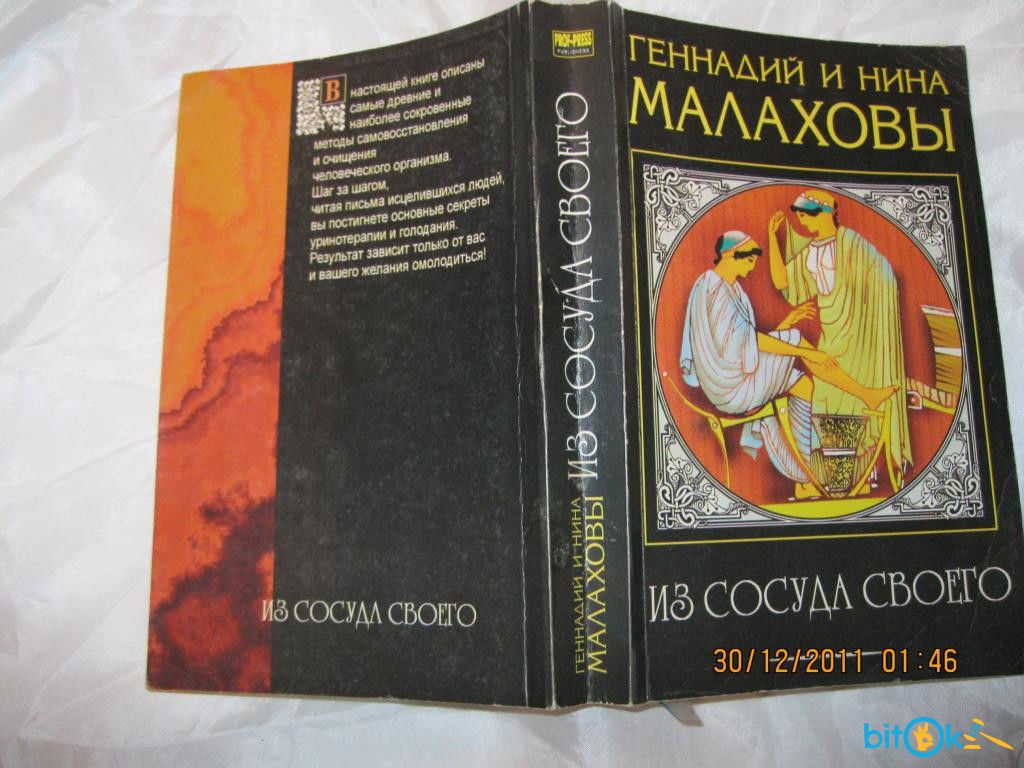 В настоящей книге описаны
самые древние и
наиболее сокровенные
методы самовосстановления
и очищения
человеческого организма.
Шаг за шагом,
читая письма исцелившихся людей,
вы постигнете основные секреты
уринотерапии и голодания.
Результат зависит только от вас
и вашего желания омолодиться!
ИЗ СОСУДА СВОЕГО
PROF-PRESS
PUBLISHERS
ГЕННАДИЙ И НИНА
МАЛАХОВЫ
ИЗ СОСУДА СВОЕГО
ГЕННАДИЙ И НИНА
МАЛАХОВЫ
ИЗ СОСУДА СВОЕГО
30/12/2011 01:46
bitok